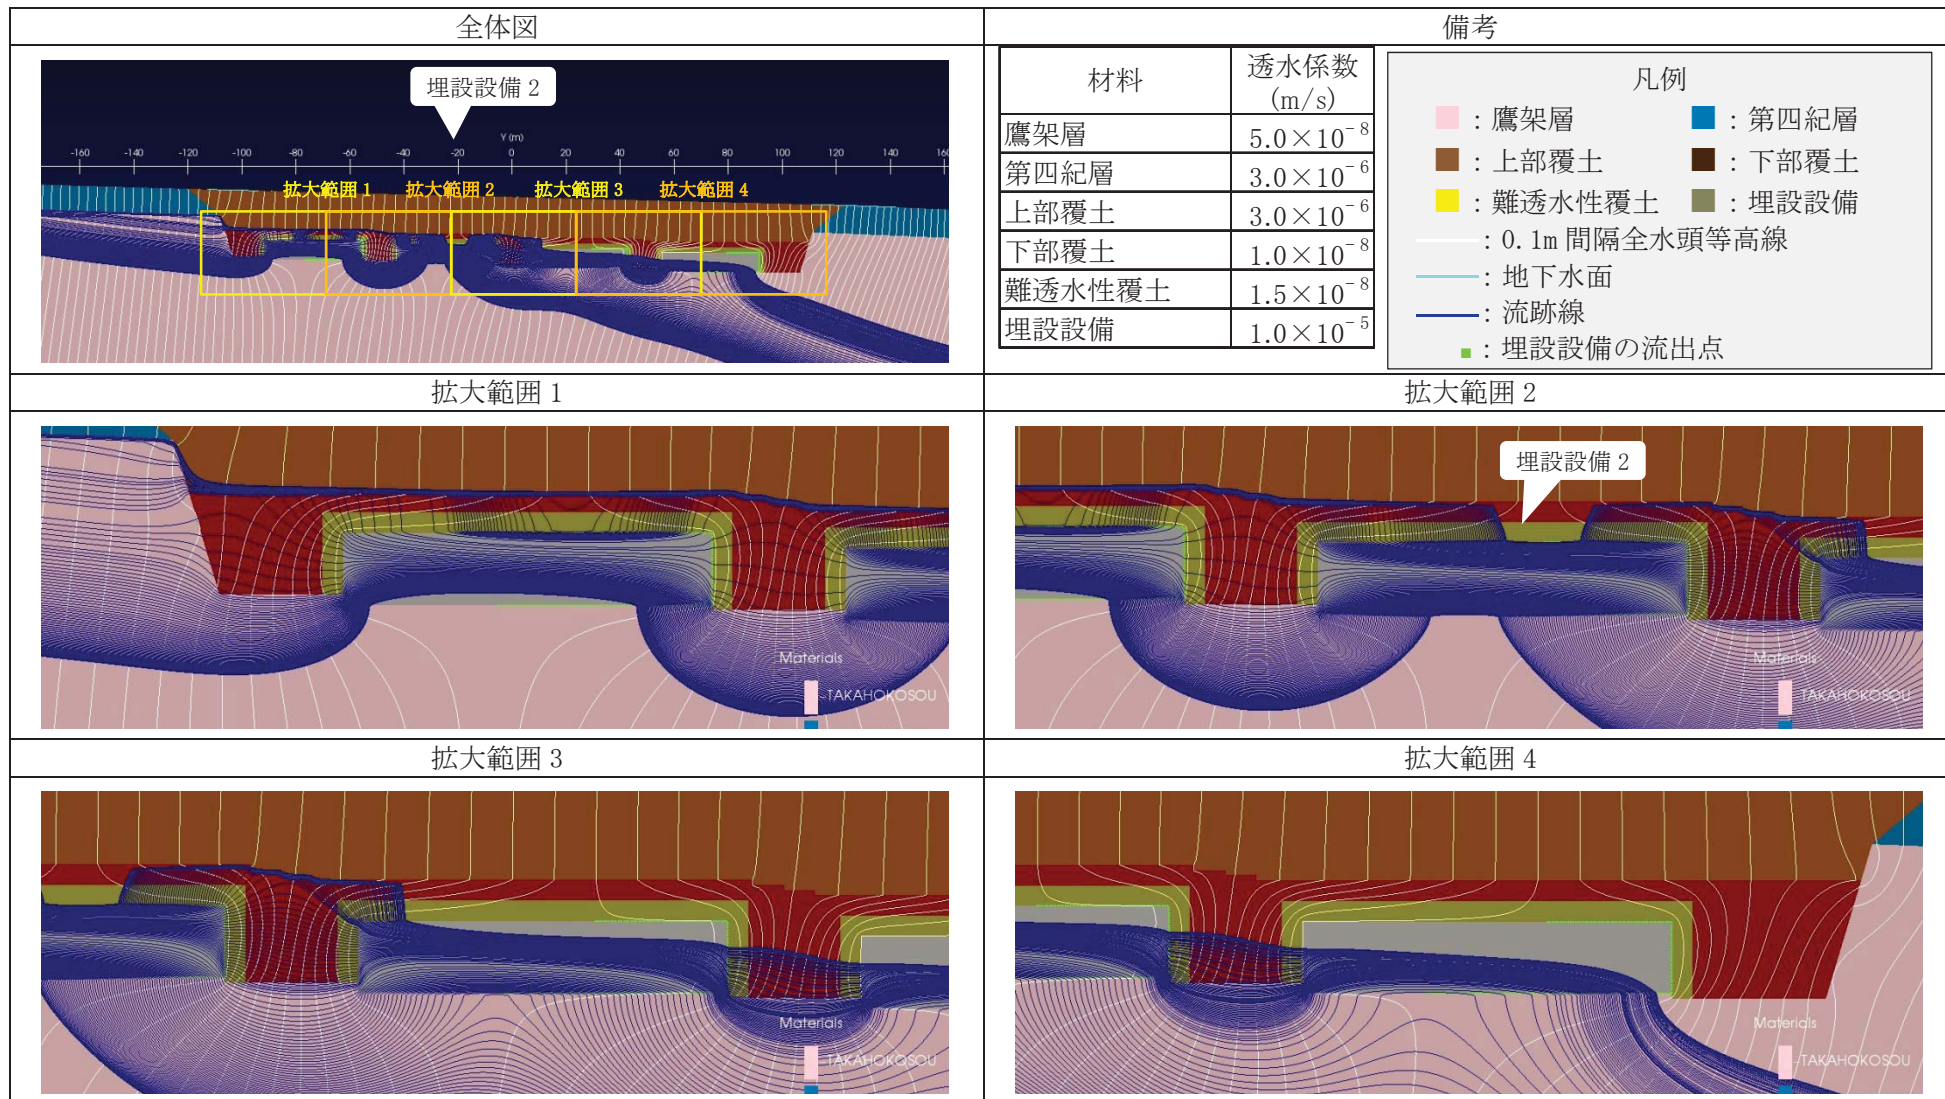 全体図
備考
埋設設備 2
Y (m)
-160 -140 -120 -100 -80 -60 -40 -20 0 20 40 60 80 100 120 140 160
拡大範囲 1 拡大範囲 2 拡大範囲 3 拡大範囲 4
材料 透水係数
(m/s)
鷹架層 5.0×10⁻⁸
第四紀層 3.0×10⁻⁶
上部覆土 3.0×10⁻⁶
下部覆土 1.0×10⁻⁸
難透水性覆土 1.5×10⁻⁸
埋設設備 1.0×10⁻⁵
凡例
：鷹架層 ：第四紀層
：上部覆土 ：下部覆土
：難透水性覆土 ：埋設設備
：0.1m 間隔全水頭等高線
：地下水面
：流跡線
：埋設設備の流出点
拡大範囲 1
拡大範囲 2
Materials
TAKAHOKOSOU
埋設設備 2
Materials
TAKAHOKOSOU
拡大範囲 3
拡大範囲 4
Materials
TAKAHOKOSOU
Materials
TAKAHOKOSOU